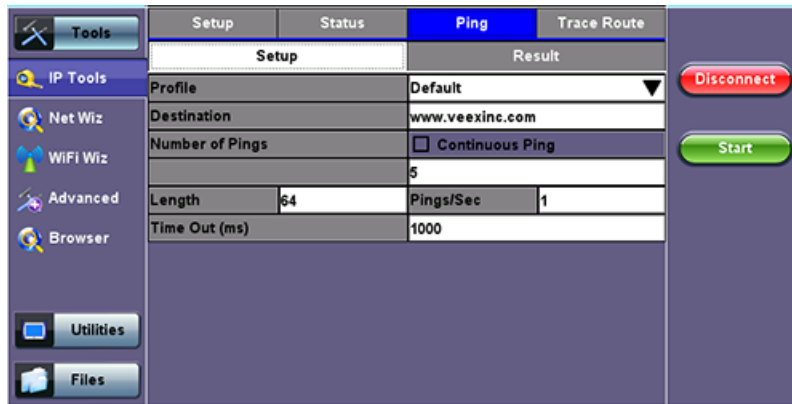 Tools
Setup Status Ping Trace Route
Setup Result
IP Tools
Profile Default
Disconnect
Destination www.veexinc.com
Net Wiz
Number of Pings Continuous Ping
Start
WiFi Wiz
5
Advanced
Length 64 Pings/Sec 1
Time Out (ms) 1000
Browser
Utilities
Files